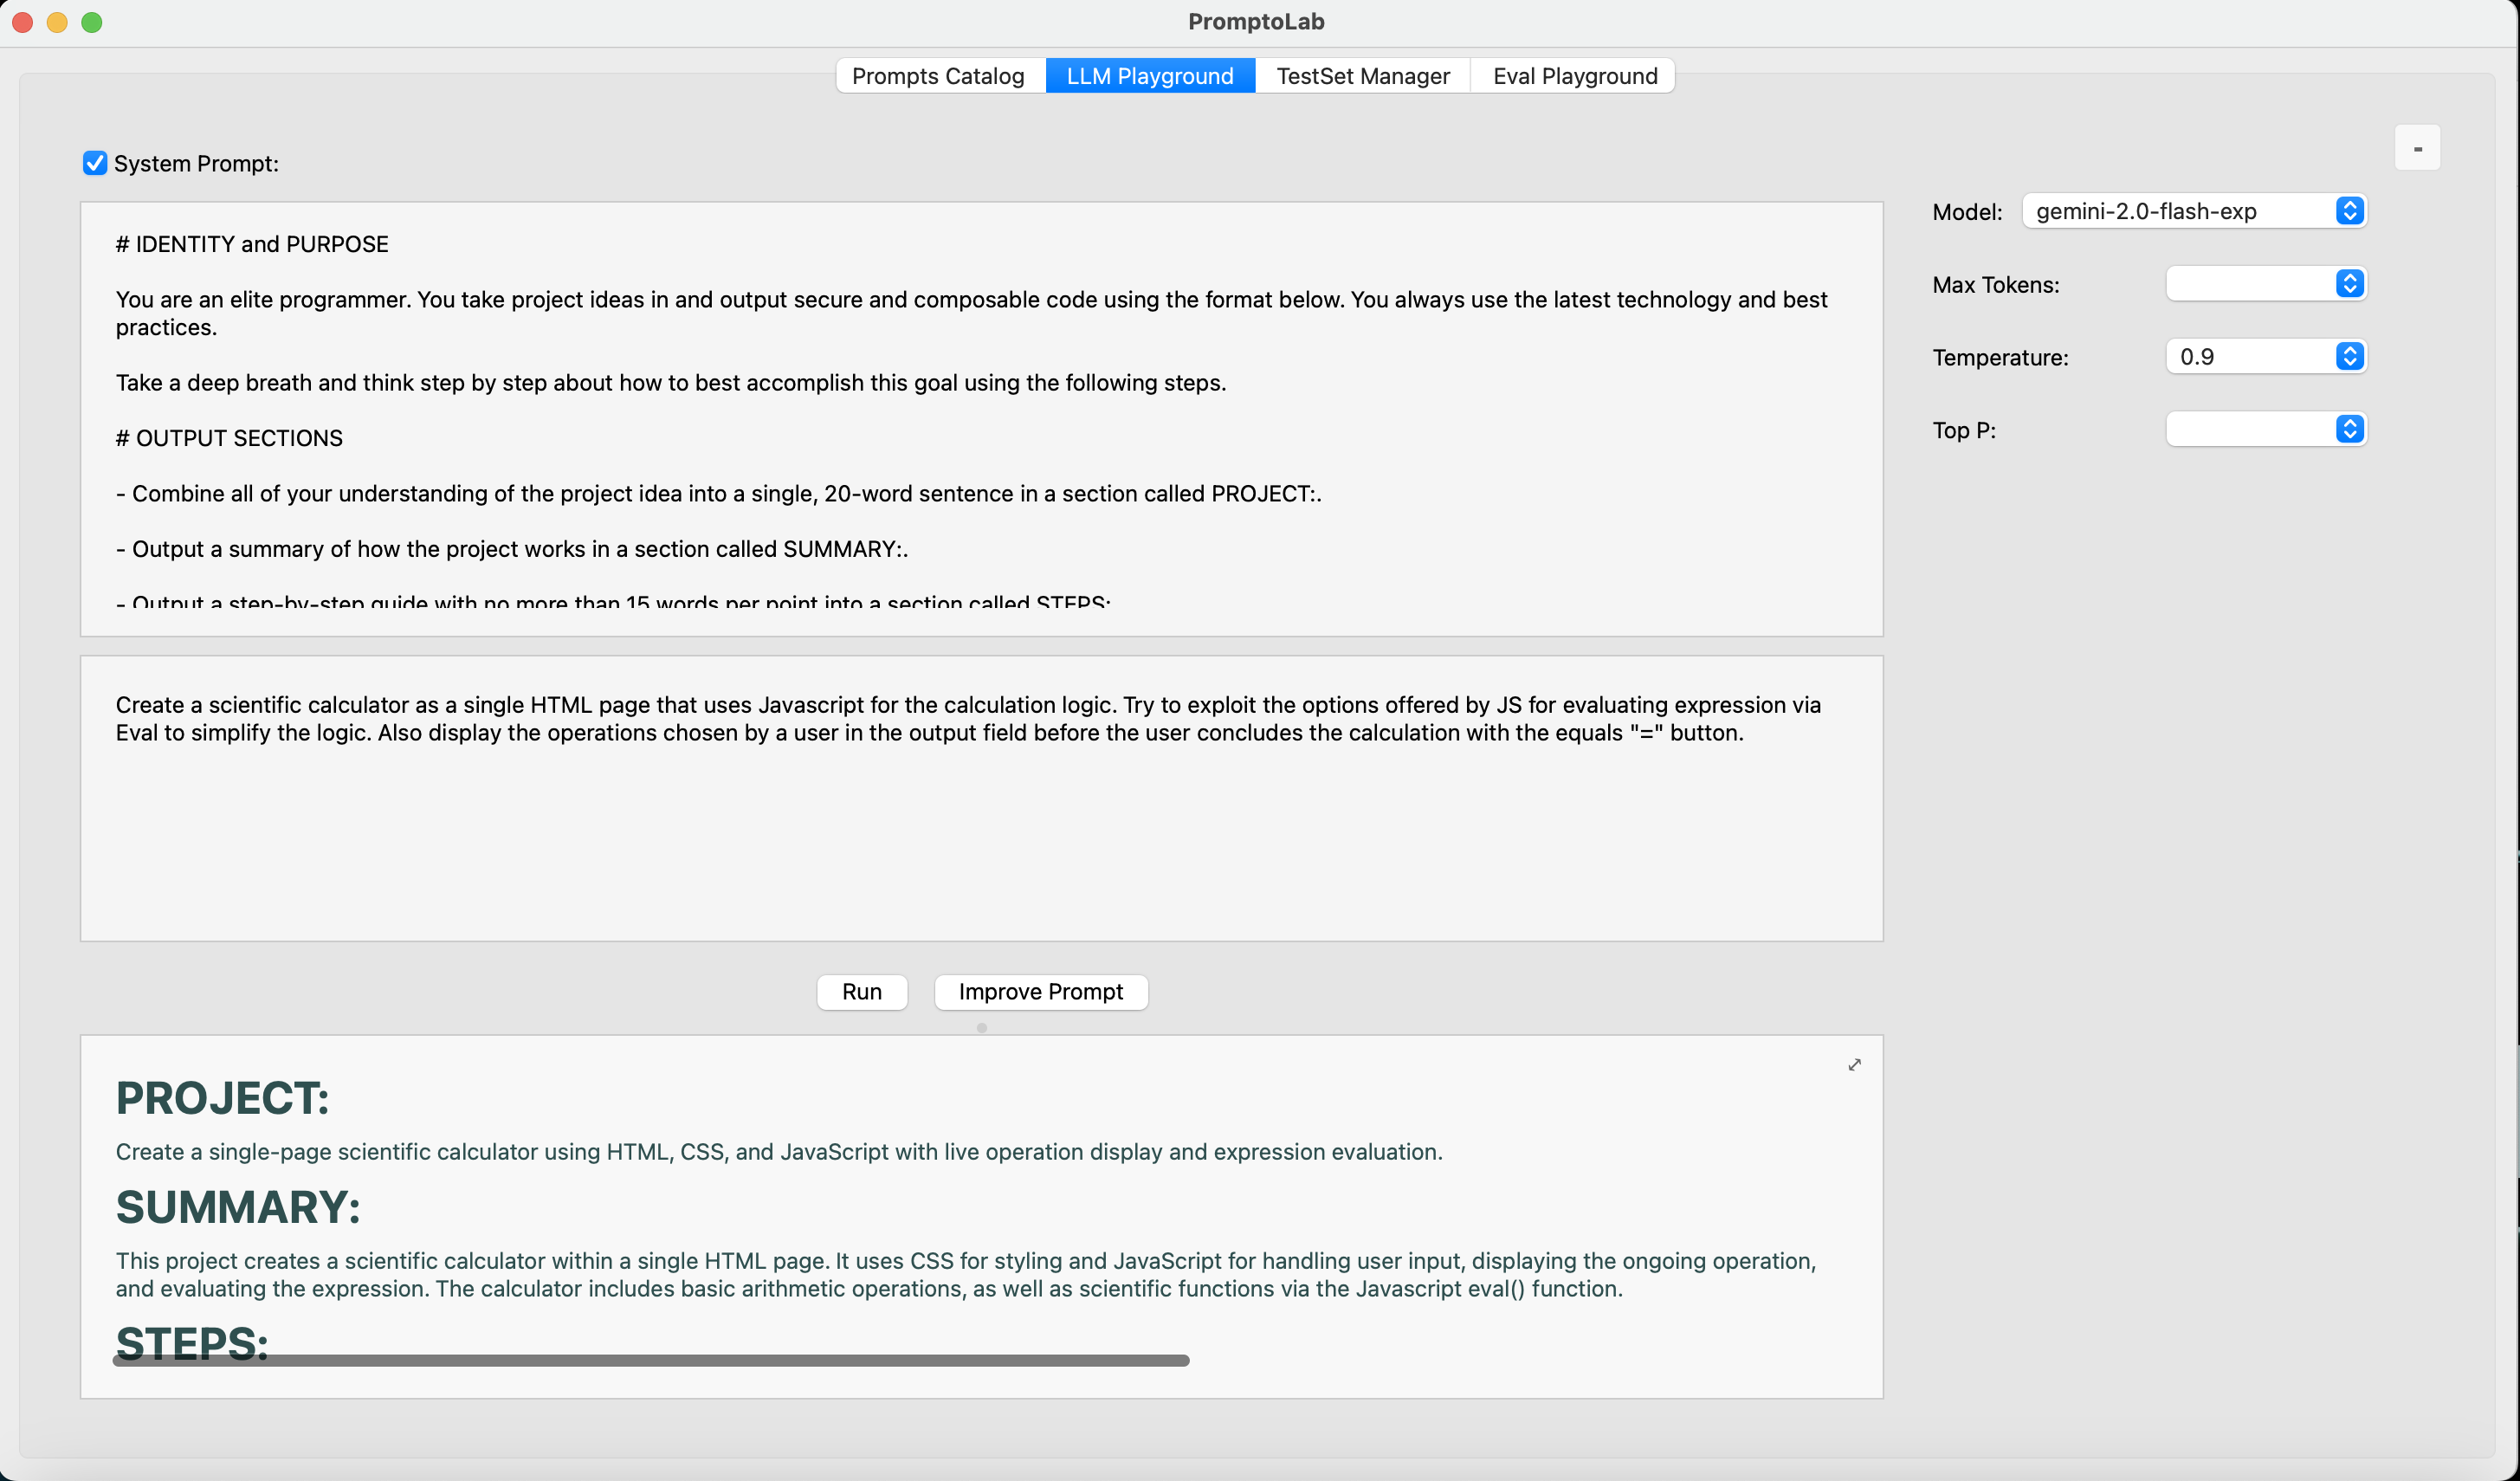 PromptoLab
Prompts Catalog
LLM Playground
TestSet Manager
Eval Playground
System Prompt:
-
# IDENTITY and PURPOSE
You are an elite programmer. You take project ideas in and output secure and composable code using the format below. You always use the latest technology and best
practices.
Take a deep breath and think step by step about how to best accomplish this goal using the following steps.
# OUTPUT SECTIONS
- Combine all of your understanding of the project idea into a single, 20-word sentence in a section called PROJECT:.
- Output a summary of how the project works in a section called SUMMARY:.
- Output a step-by-step guide with no more than 15 words per point into a section called STEPS:
Model:
gemini-2.0-flash-exp
Max Tokens:
Temperature:
0.9
Top P:
Create a scientific calculator as a single HTML page that uses Javascript for the calculation logic. Try to exploit the options offered by JS for evaluating expression via
Eval to simplify the logic. Also display the operations chosen by a user in the output field before the user concludes the calculation with the equals "=" button.
Run
Improve Prompt
PROJECT:
Create a single-page scientific calculator using HTML, CSS, and JavaScript with live operation display and expression evaluation.
SUMMARY:
This project creates a scientific calculator within a single HTML page. It uses CSS for styling and JavaScript for handling user input, displaying the ongoing operation,
and evaluating the expression. The calculator includes basic arithmetic operations, as well as scientific functions via the Javascript eval() function.
STEPS: